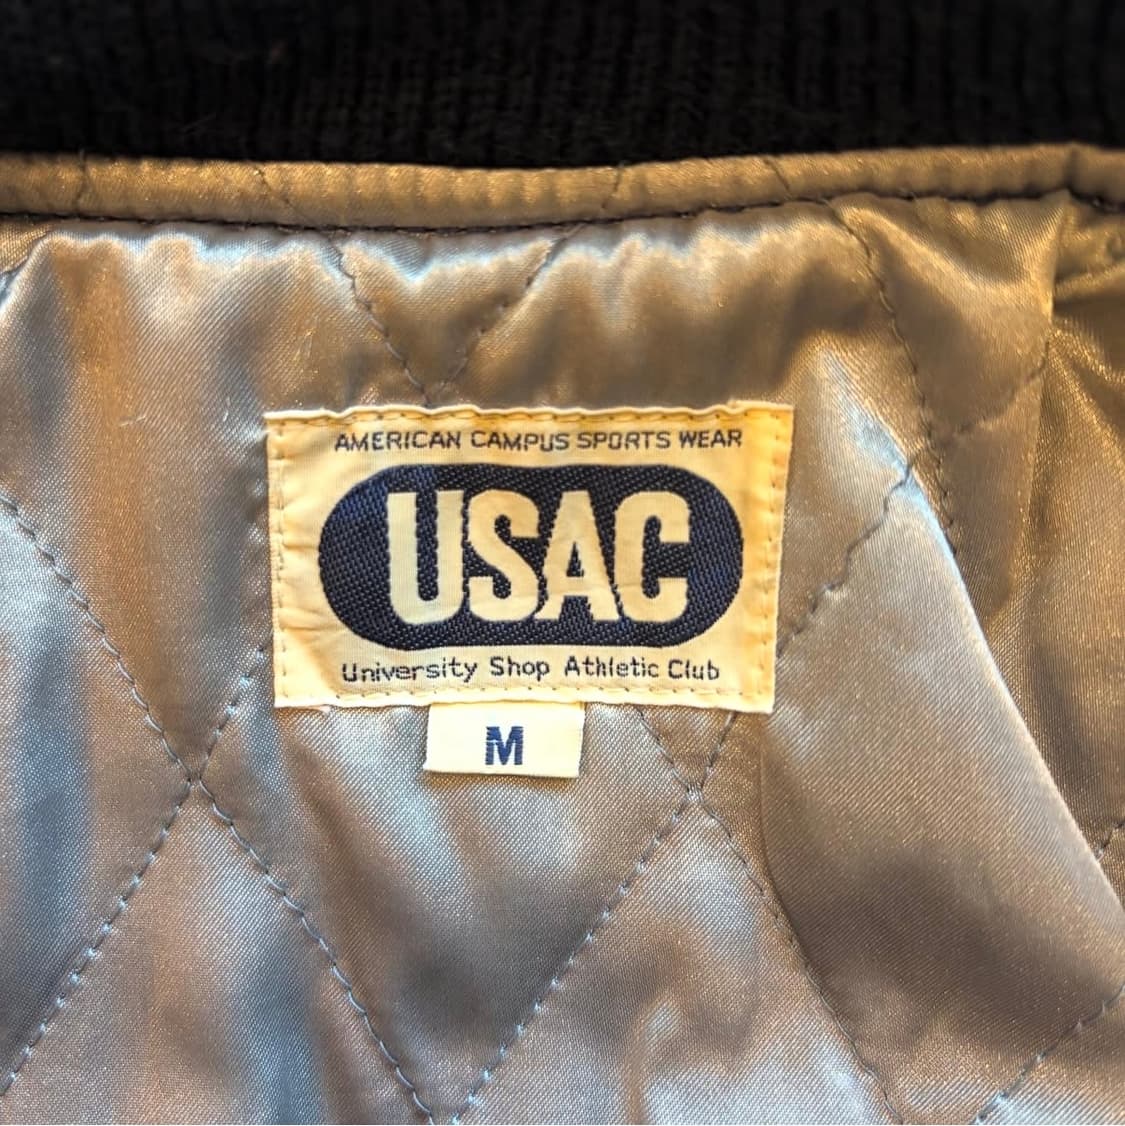 AMERICAN CAMPUS SPORTS WEAR
USAC
University Shop Athletic Club
M